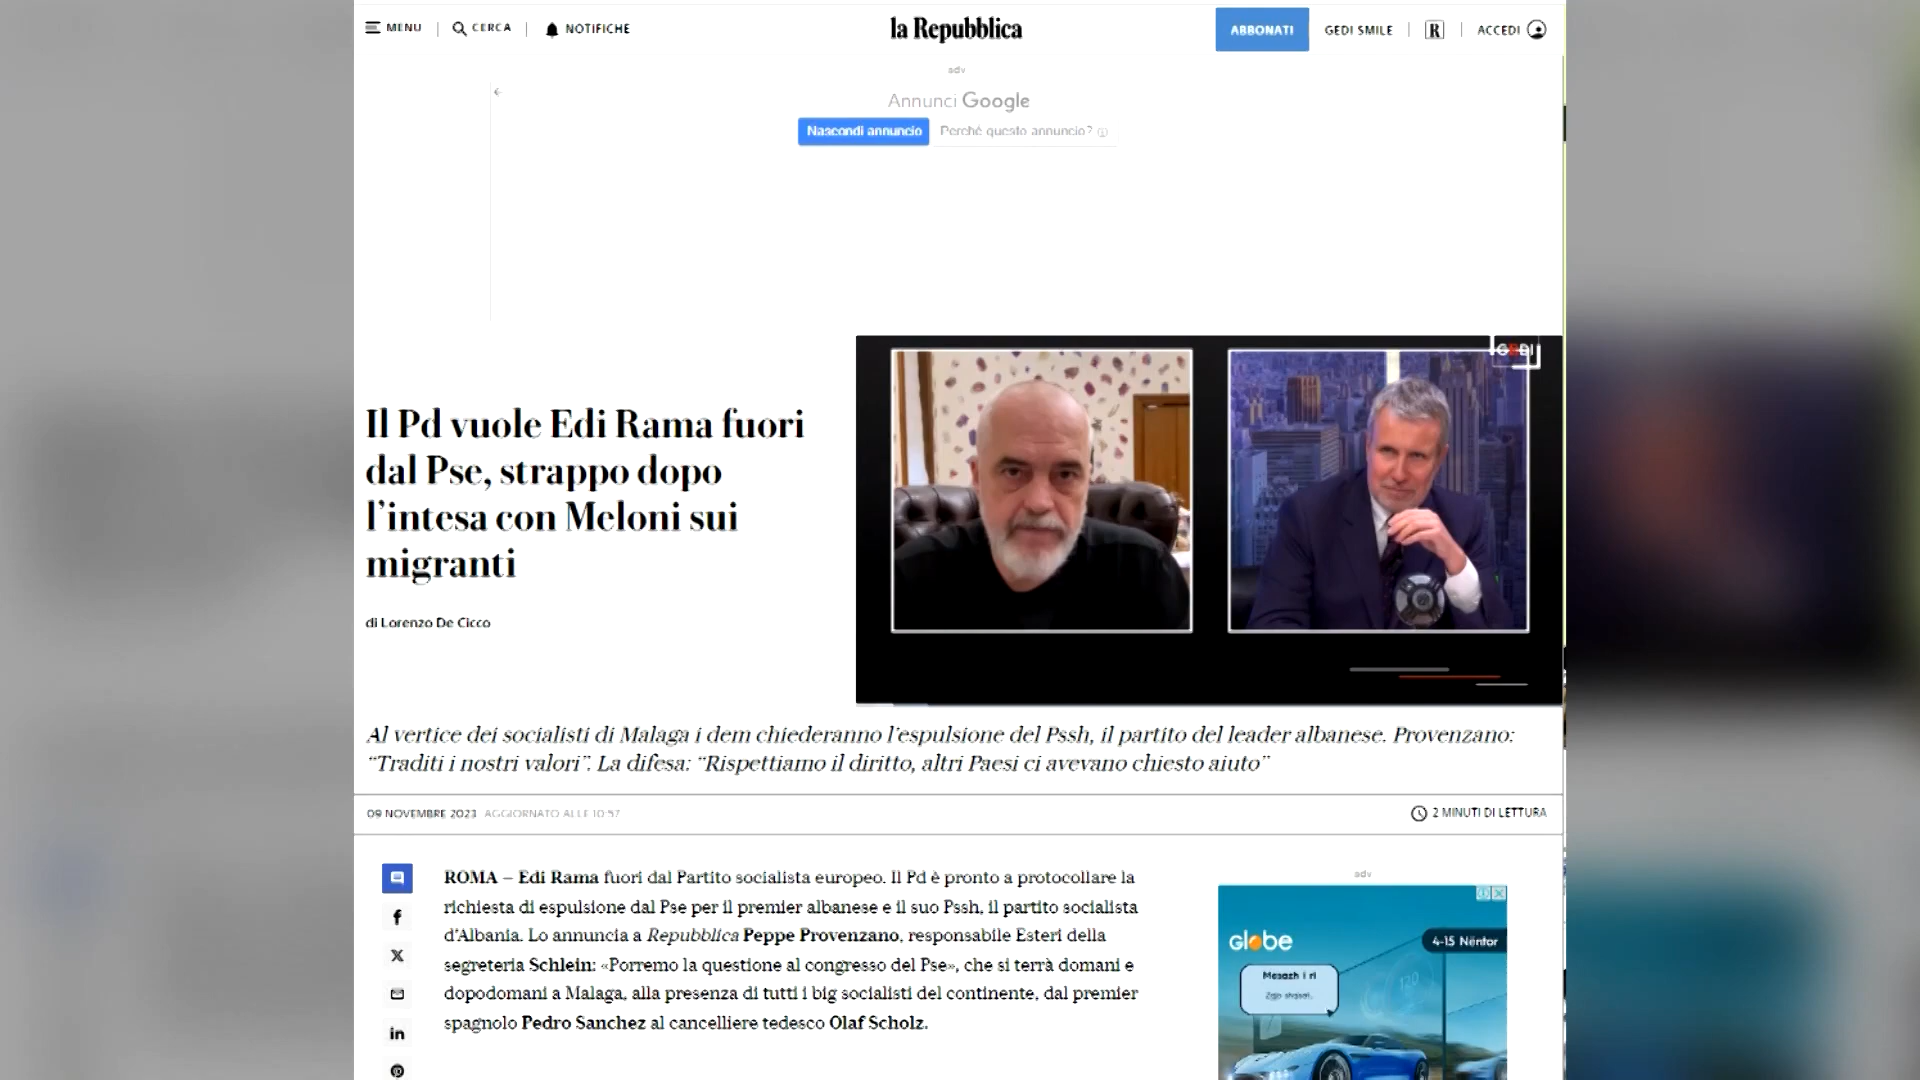 MENU
CERCA
NOTIFICHE
la Repubblica
ABBONATI
GEDI SMILE
R
ACCEDI
adv
Annunci Google
Nascondi annuncio
Perché questo annuncio?
GEDI
Il Pd vuole Edi Rama fuori
dal Pse, strappo dopo
l'intesa con Meloni sui
migranti
di Lorenzo De Cicco
Al vertice dei socialisti di Malaga i dem chiederanno l'espulsione del Pssh, il partito del leader albanese. Provenzano:
"Traditi i nostri valori". La difesa: "Rispettiamo il diritto, altri Paesi ci avevano chiesto aiuto"
09 NOVEMBRE 2023 AGGIORNATO ALLE 10:57
2 MINUTI DI LETTURA
ROMA – Edi Rama fuori dal Partito socialista europeo. Il Pd è pronto a protocollare la
richiesta di espulsione dal Pse per il premier albanese e il suo Pssh, il partito socialista
d'Albania. Lo annuncia a Repubblica Peppe Provenzano, responsabile Esteri della
segreteria Schlein: «Porremo la questione al congresso del Pse», che si terrà domani e
dopodomani a Malaga, alla presenza di tutti i big socialisti del continente, dal premier
spagnolo Pedro Sanchez al cancelliere tedesco Olaf Scholz.
adv
globe
4-15 Nëntor
Mesazh i ri
120